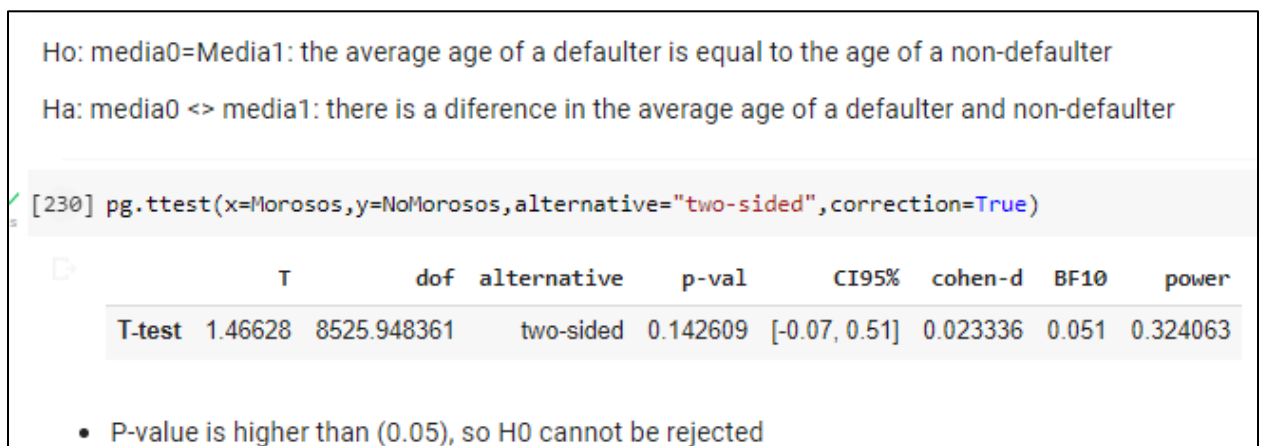 Ho: media0=Media1: the average age of a defaulter is equal to the age of a non-defaulter
Ha: media0 <> media1: there is a diference in the average age of a defaulter and non-defaulter
[230] pg.ttest(x=Morosos,y=NoMorosos,alternative="two-sided",correction=True)
T dof alternative p-val CI95% cohen-d BF10 power
T-test 1.46628 8525.948361 two-sided 0.142609 [-0.07, 0.51] 0.023336 0.051 0.324063
• P-value is higher than (0.05), so H0 cannot be rejected